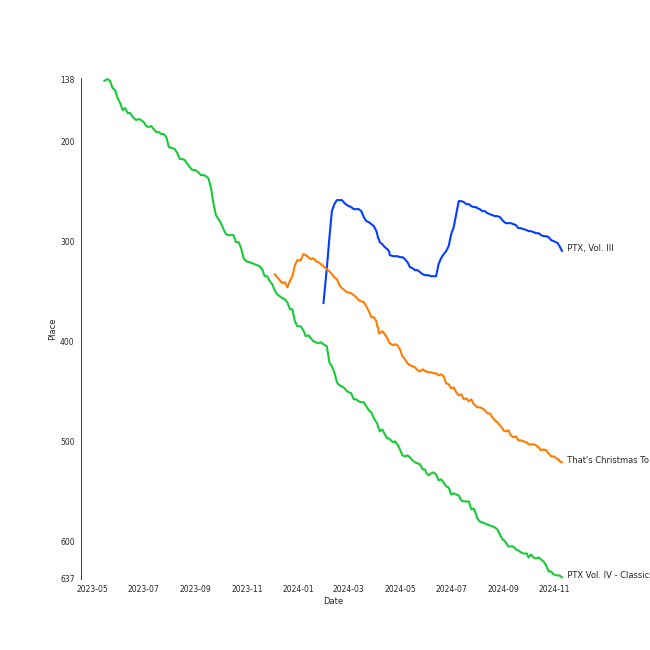 138
200
300
400
500
600
637
Place
2023-05 2023-07 2023-09 2023-11 2024-01 2024-03 2024-05 2024-07 2024-09 2024-11
Date
PTX, Vol. III
That's Christmas To
PTX Vol. IV - Classic